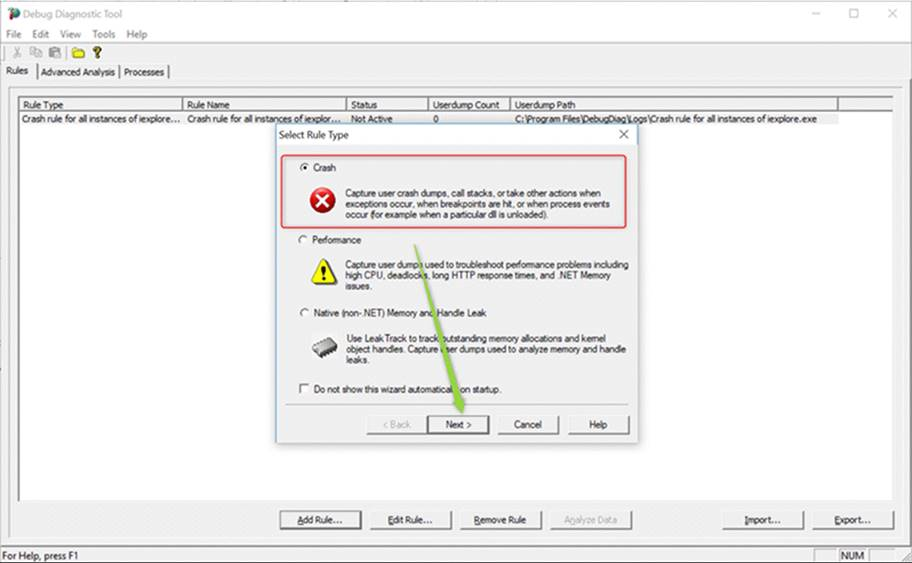 Debug Diagnostic Tool
File Edit View Tools Help
Rules Advanced Analysis Processes
Rule Type Rule Name Status Userdump Count Userdump Path
Crash rule for all instances of iexplore... Crash rule for all instances of iexplor... Not Active 0 C:\Program Files\DebugDiag\Logs\Crash rule for all instances of iexplore.exe
Select Rule Type
Crash
Capture user crash dumps, call stacks, or take other actions when
exceptions occur, when breakpoints are hit, or when process events
occur (for example when a particular dll is unloaded).
Performance
Capture user dumps used to troubleshoot performance problems including
high CPU, deadlocks, long HTTP response times, and .NET Memory
issues.
Native (non-.NET) Memory and Handle Leak
Use LeakTrack to track outstanding memory allocations and kernel
object handles. Capture user dumps used to analyze memory and handle
leaks.
Do not show this wizard automatically on startup.
< Back Next > Cancel Help
Add Rule... Edit Rule... Remove Rule Analyze Data Import... Export...
For Help, press F1 NUM